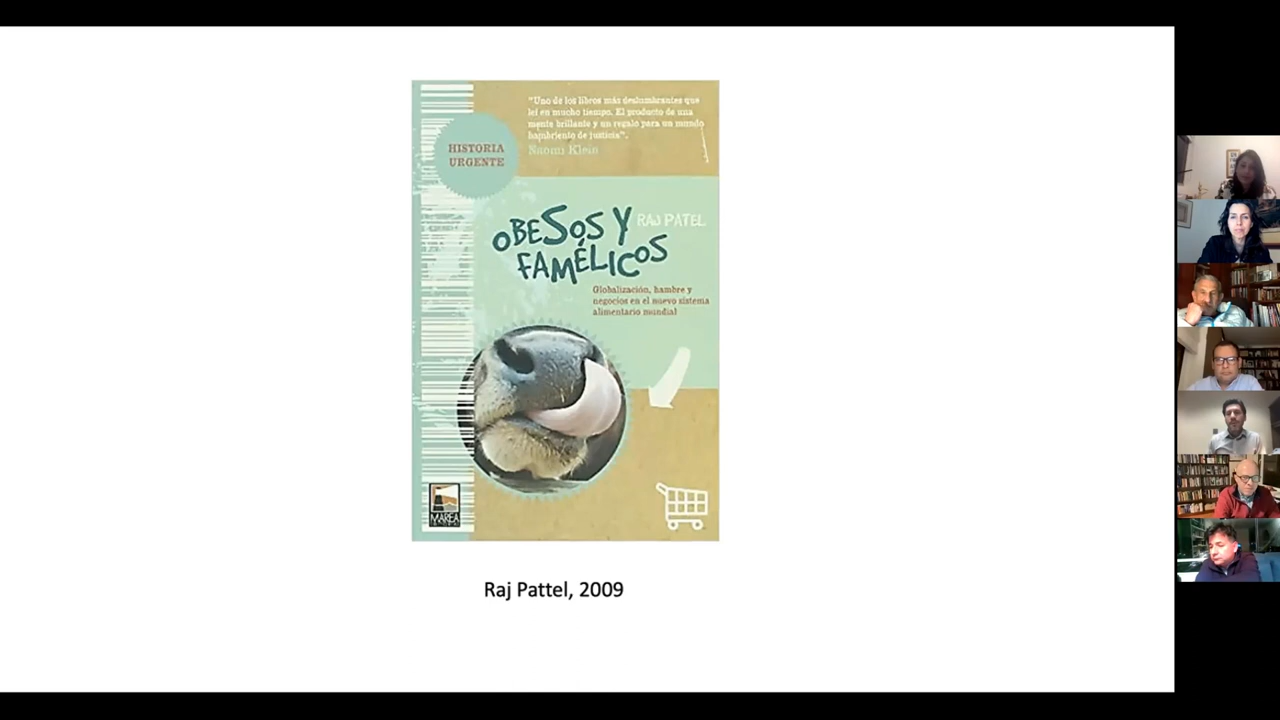 "Uno de los libros más deslumbrantes que
leí en mucho tiempo. El producto de una
mente brillante y un regalo para un mundo
hambriento de justicia".
Naomi Klein
HISTORIA
URGENTE
RAJ PATEL
OBESOS Y
FAMÉLICOS
Globalización, hambre y
negocios en el nuevo sistema
alimentario mundial
MAREA
Raj Pattel, 2009